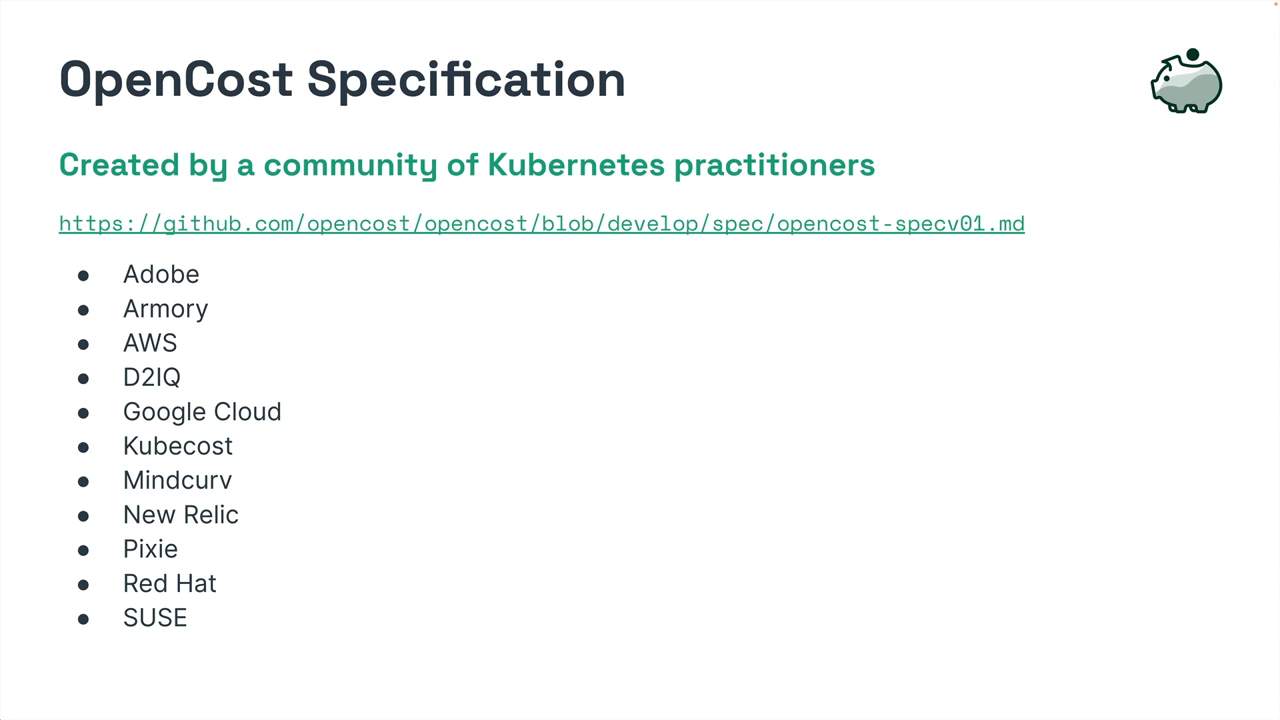 OpenCost Specification
Created by a community of Kubernetes practitioners
https://github.com/opencost/opencost/blob/develop/spec/opencost-specv01.md
● Adobe
● Armory
● AWS
● D2IQ
● Google Cloud
● Kubecost
● Mindcurv
● New Relic
● Pixie
● Red Hat
● SUSE